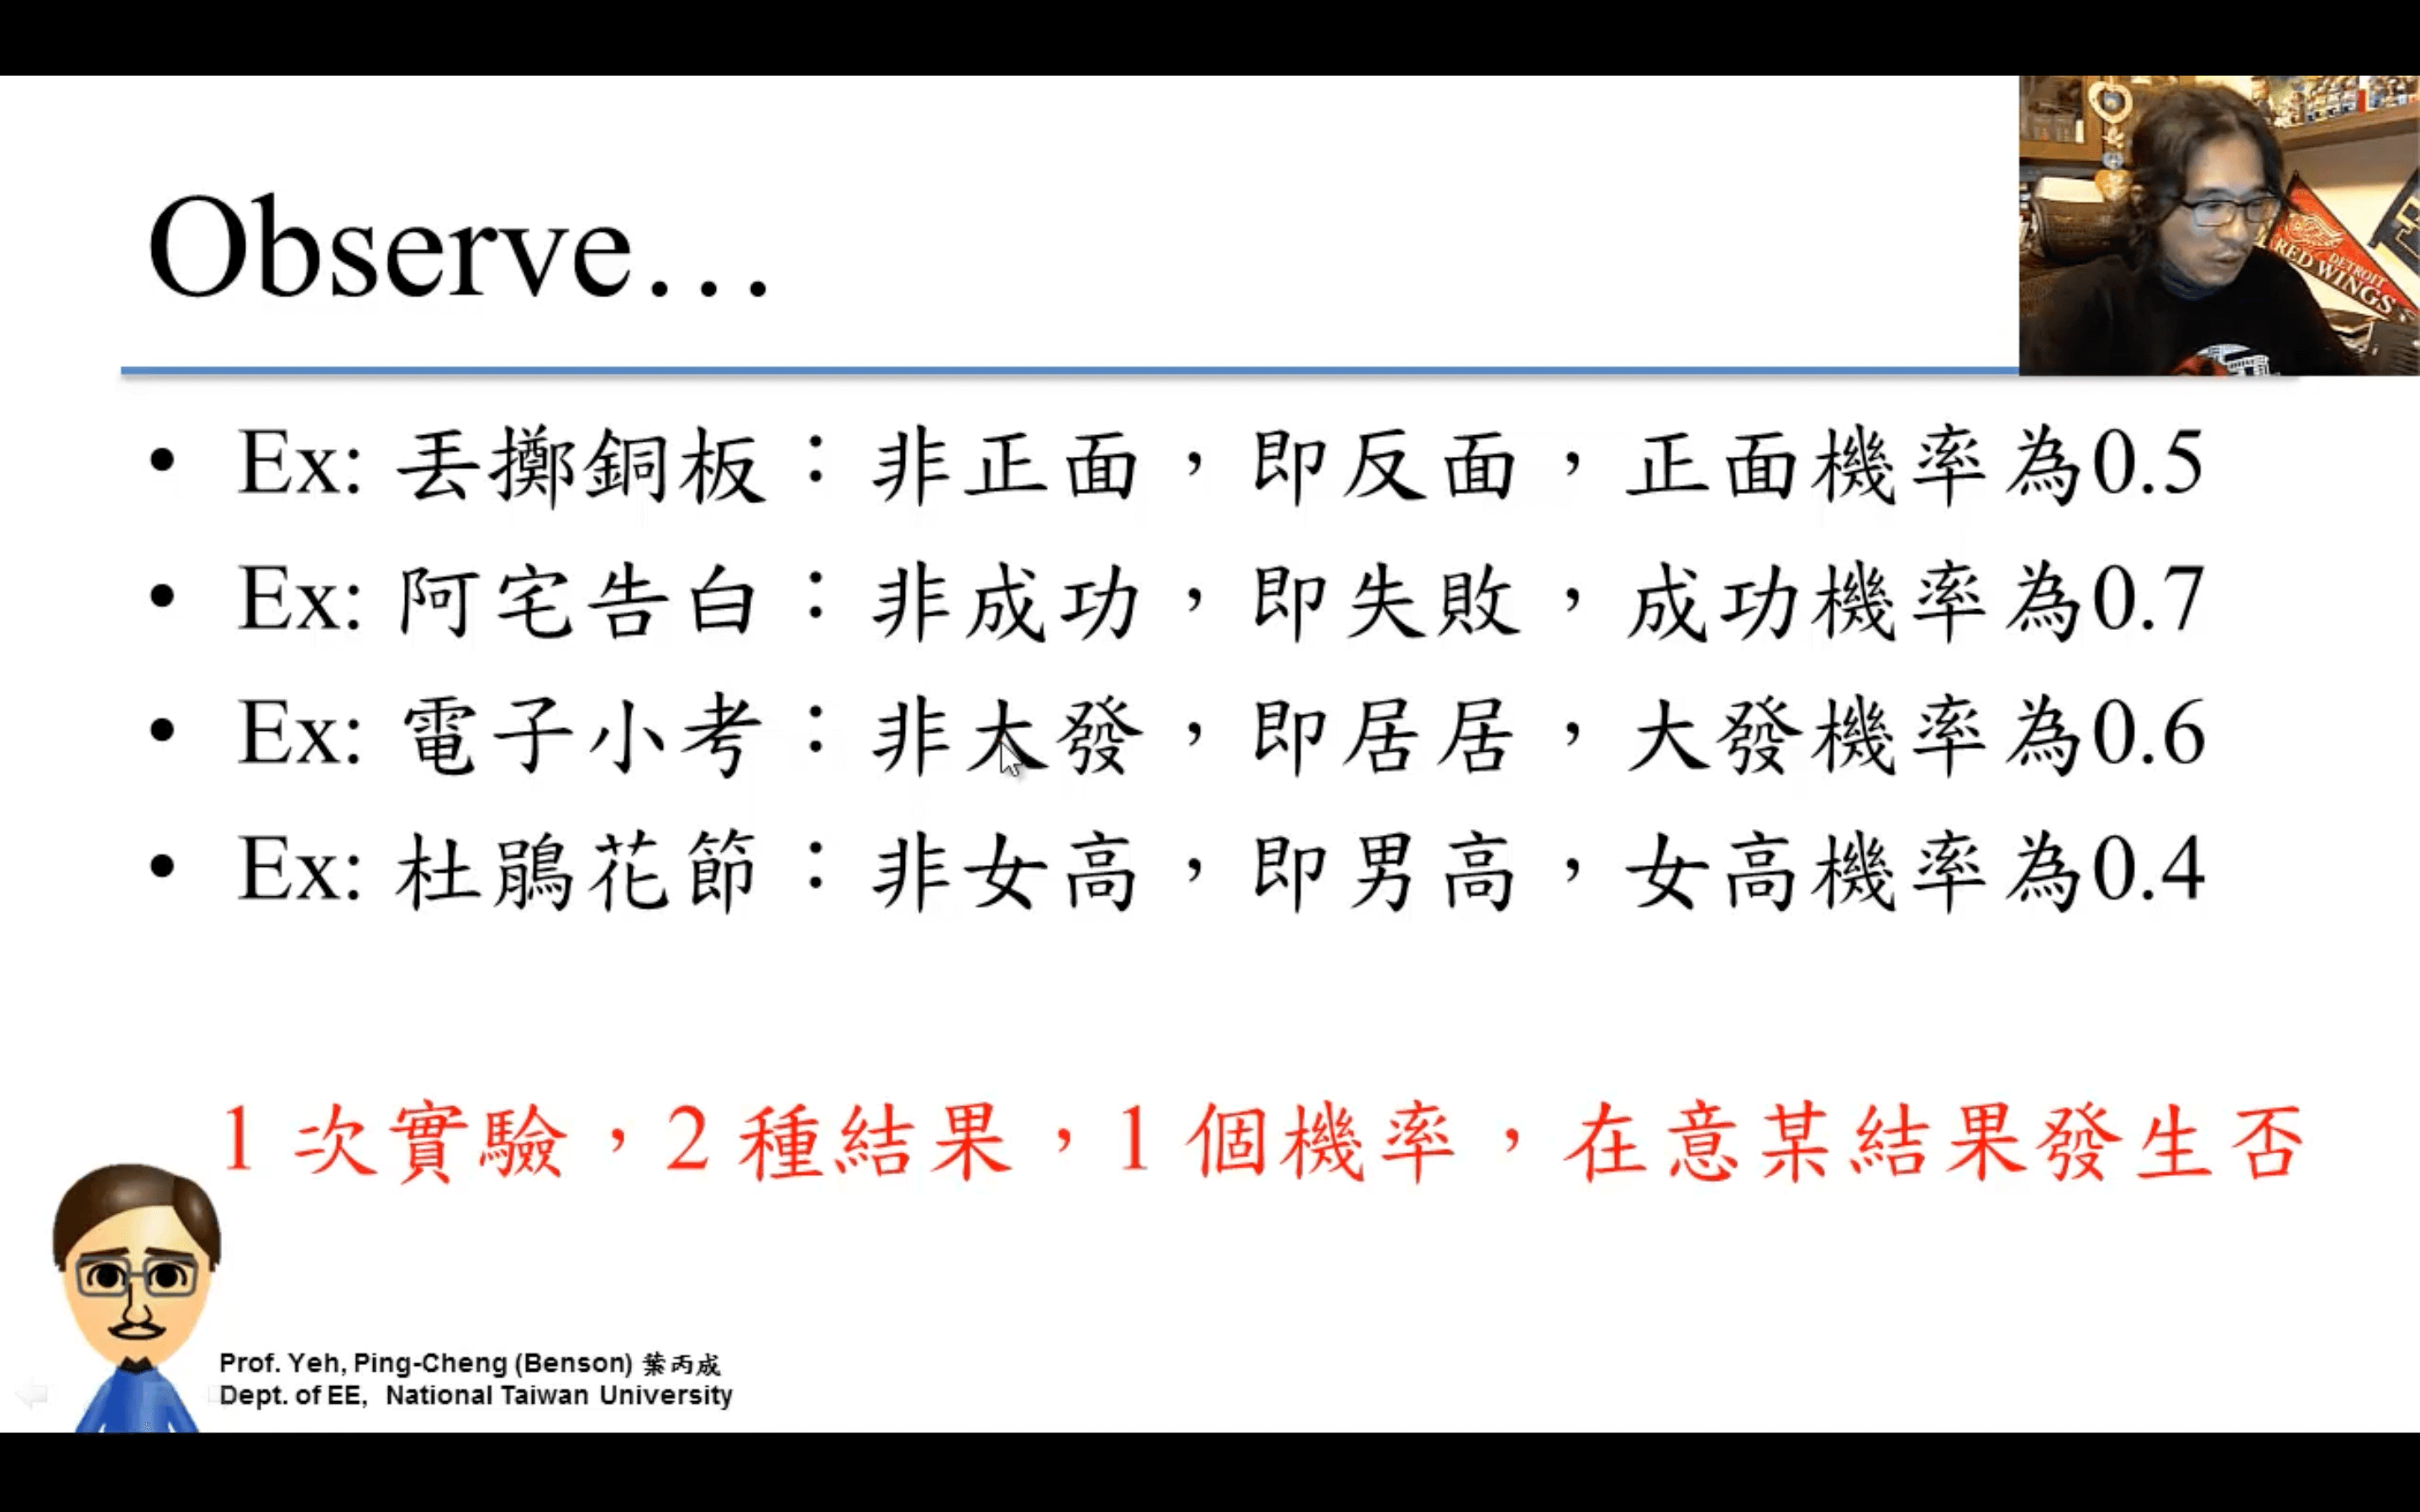 Observe…
DETROIT
RED WINGS
• Ex: 丟擲銅板：非正面，即反面，正面機率為0.5
• Ex: 阿宅告白：非成功，即失敗，成功機率為0.7
• Ex: 電子小考：非大發，即居居，大發機率為0.6
• Ex: 杜鵑花節：非女高，即男高，女高機率為0.4
1 次實驗，2 種結果，1 個機率，在意某結果發生否
Prof. Yeh, Ping-Cheng (Benson) 葉丙成
Dept. of EE, National Taiwan University